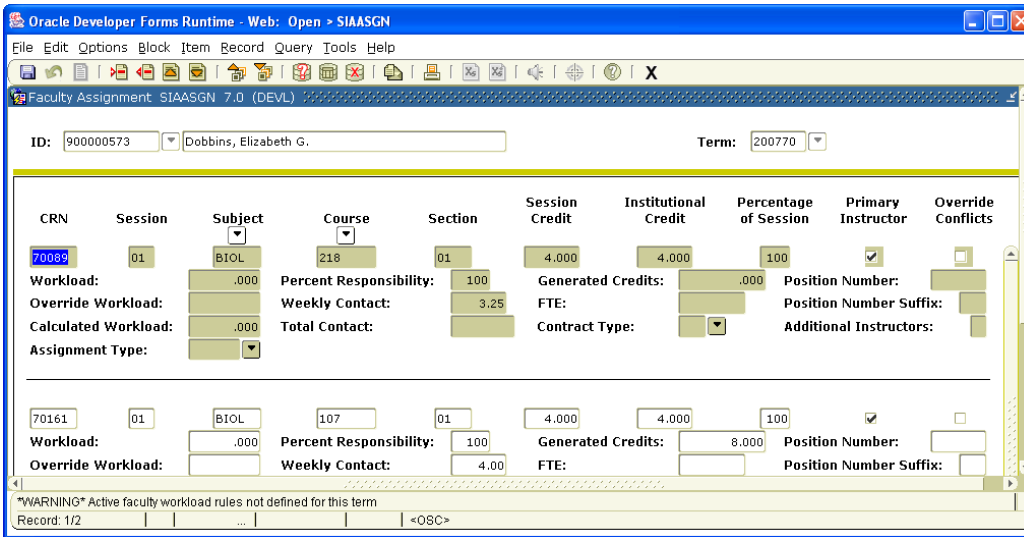 Oracle Developer Forms Runtime - Web: Open > SIAASGN
File Edit Options Block Item Record Query Tools Help
Faculty Assignment SIAASGN 7.0 (DEVL)
ID: 900000573 Dobbins, Elizabeth G. Term: 200770
Session Institutional Percentage Primary Override
CRN Session Subject Course Section Credit Credit of Session Instructor Conflicts
70089 01 BIOL 218 01 4.000 4.000 100
Workload: .000 Percent Responsibility: 100 Generated Credits: .000 Position Number:
Override Workload: Weekly Contact: 3.25 FTE: Position Number Suffix:
Calculated Workload: .000 Total Contact: Contract Type: Additional Instructors:
Assignment Type:
70161 01 BIOL 107 01 4.000 4.000 100
Workload: .000 Percent Responsibility: 100 Generated Credits: 8.000 Position Number:
Override Workload: Weekly Contact: 4.00 FTE: Position Number Suffix:
*WARNING* Active faculty workload rules not defined for this term
Record: 1/2 ... <OSC>